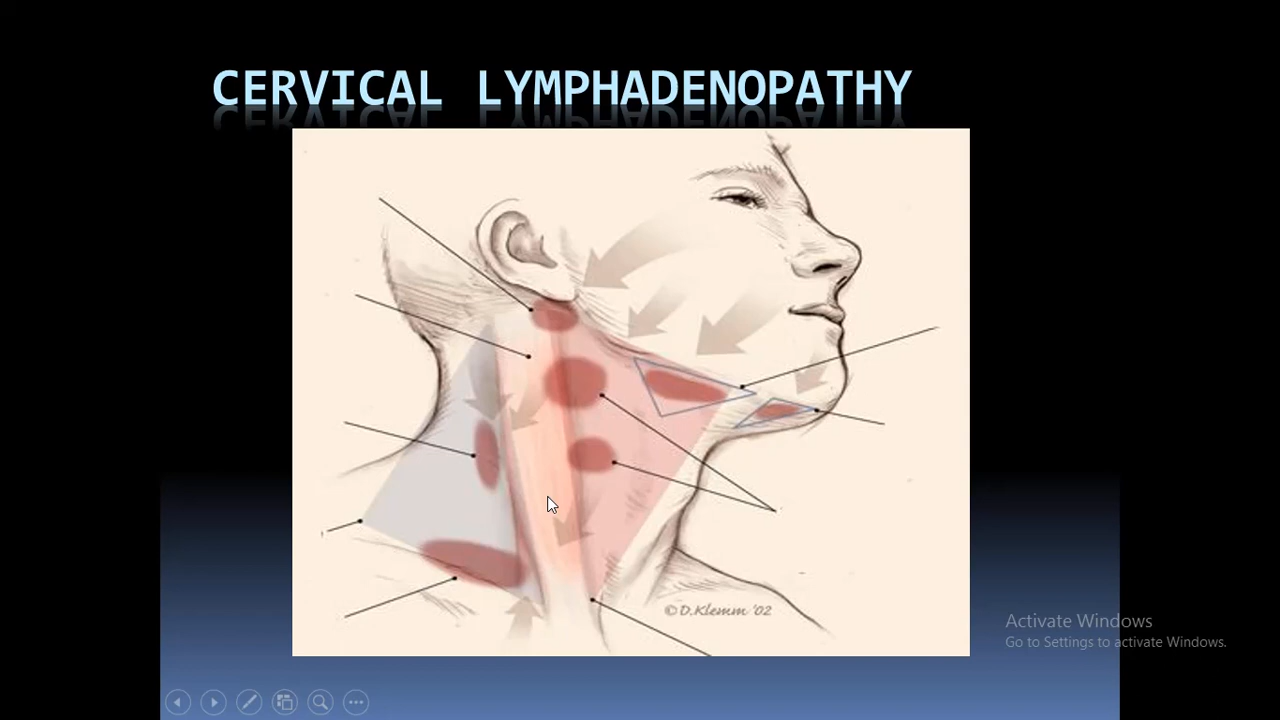 CERVICAL LYMPHADENOPATHY
© D.Klemm '02
Activate Windows
Go to Settings to activate Windows.